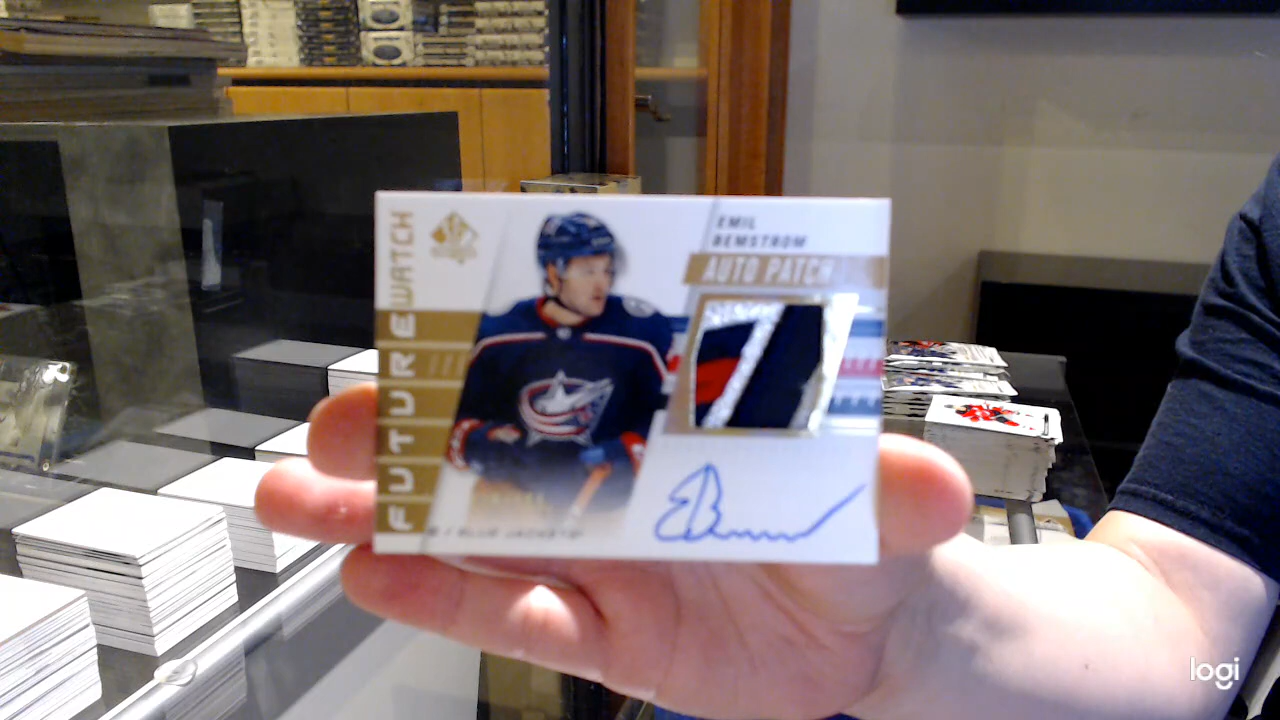 FUTURE WATCH
EMIL
BEMSTROM
AUTO PATCH
BLUE JACKETS
logi